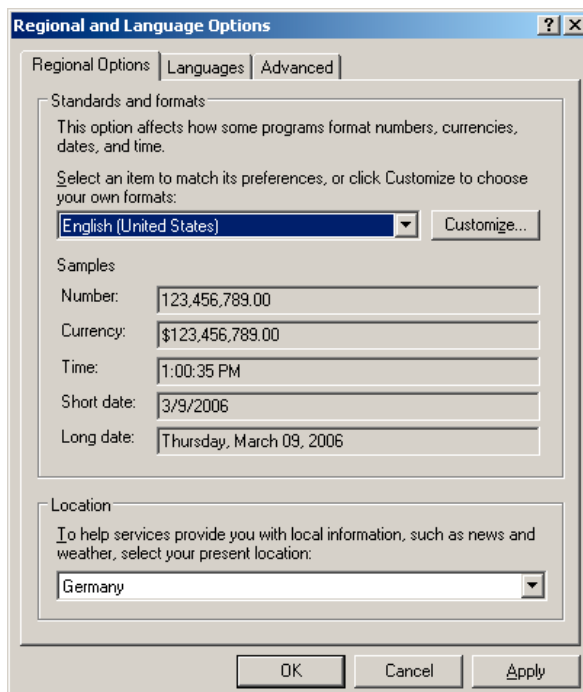 Regional and Language Options
Regional Options Languages Advanced
Standards and formats
This option affects how some programs format numbers, currencies,
dates, and time.
Select an item to match its preferences, or click Customize to choose
your own formats:
English (United States) Customize...
Samples
Number: 123,456,789.00
Currency: $123,456,789.00
Time: 1:00:35 PM
Short date: 3/9/2006
Long date: Thursday, March 09, 2006
Location
To help services provide you with local information, such as news and
weather, select your present location:
Germany
OK Cancel Apply